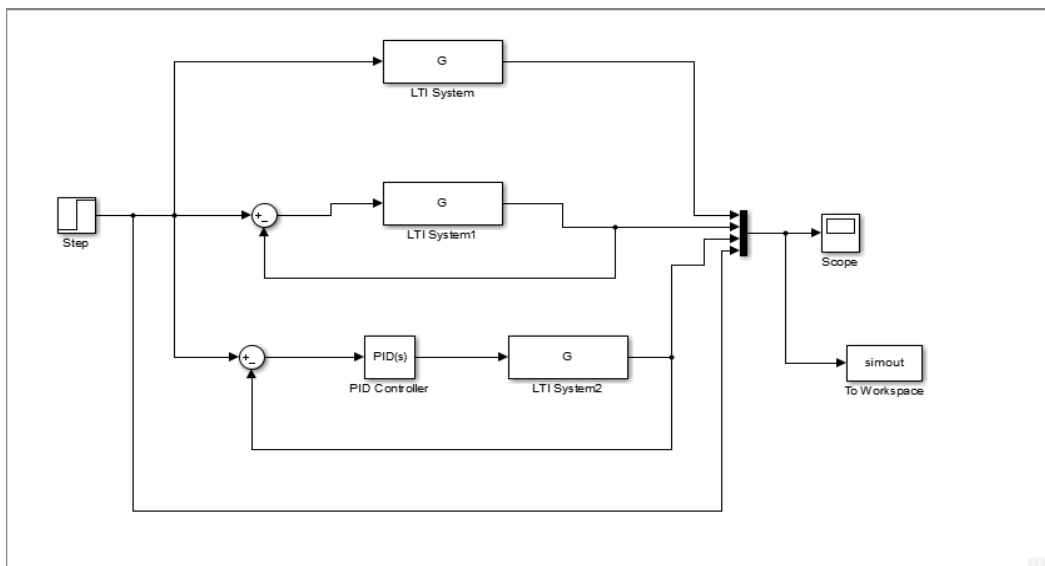 G
LTI System
G
LTI System1
Step
+
−
Scope
+
−
PID(s)
PID Controller
G
LTI System2
simout
To Workspace